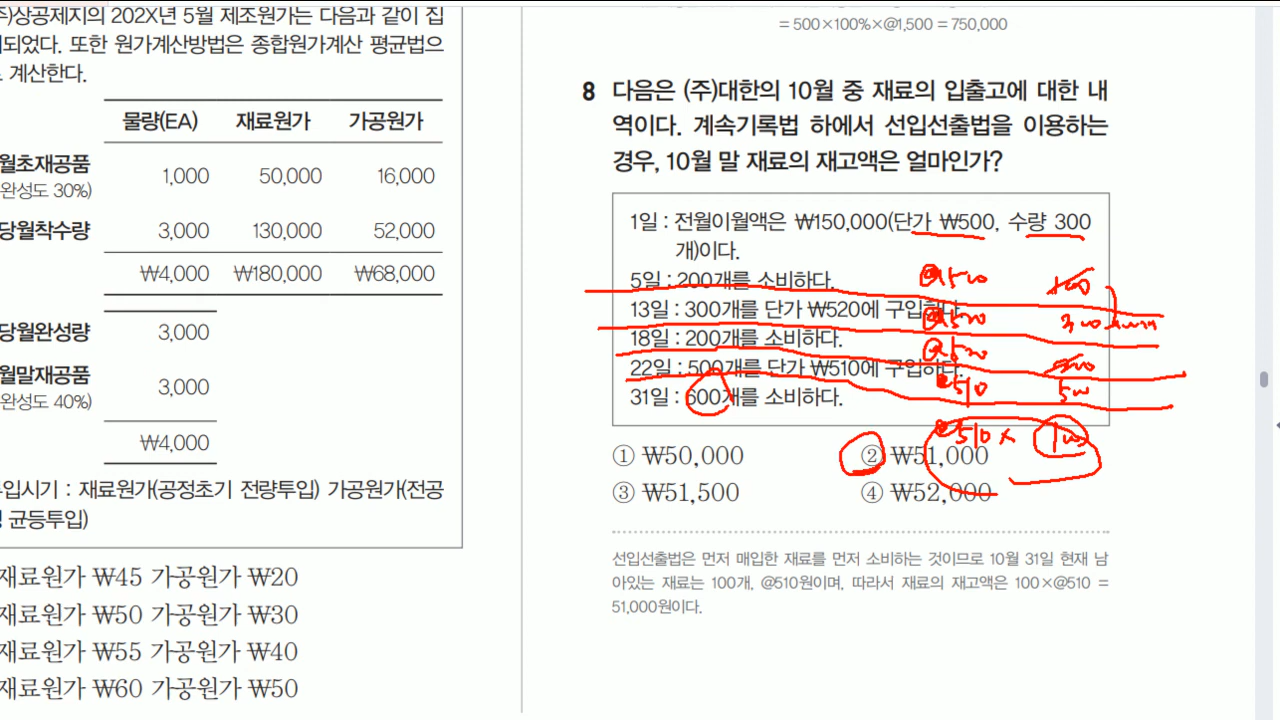 주)상공제지의 202X년 5월 제조원가는 다음과 같이 집
되었다. 또한 원가계산방법은 종합원가계산 평균법으
계산한다.
물량(EA) 재료원가 가공원가
월초재공품 1,000 50,000 16,000
완성도 30%)
당월착수량 3,000 130,000 52,000
₩4,000 ₩180,000 ₩68,000
당월완성량 3,000
월말재공품 3,000
완성도 40%)
₩4,000
입시기 : 재료원가(공정초기 전량투입) 가공원가(전공
균등투입)
재료원가 ₩45 가공원가 ₩20
재료원가 ₩50 가공원가 ₩30
재료원가 ₩55 가공원가 ₩40
재료원가 ₩60 가공원가 ₩50
= 500×100%×@1,500 = 750,000
8 다음은 (주)대한의 10월 중 재료의 입출고에 대한 내
역이다. 계속기록법 하에서 선입선출법을 이용하는
경우, 10월 말 재료의 재고액은 얼마인가?
1일 : 전월이월액은 ₩150,000(단가 ₩500, 수량 300
개)이다.
5일 : 200개를 소비하다.
@500
13일 : 300개를 단가 ₩520에 구입하다.
@520 300
18일 : 200개를 소비하다.
@520 200
22일 : 500개를 단가 ₩510에 구입하다.
@510 500
31일 : 600개를 소비하다.
@510 × 100
① ₩50,000 ② ₩51,000
③ ₩51,500 ④ ₩52,000
선입선출법은 먼저 매입한 재료를 먼저 소비하는 것이므로 10월 31일 현재 남
아있는 재료는 100개, @510원이며, 따라서 재료의 재고액은 100×@510 =
51,000원이다.